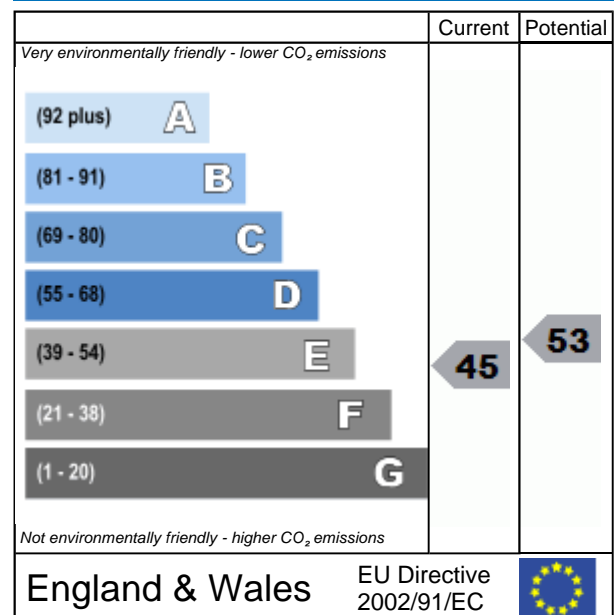 Current Potential
Very environmentally friendly - lower CO₂ emissions
(92 plus) A
(81 - 91) B
(69 - 80) C
(55 - 68) D
(39 - 54) E
45
53
(21 - 38) F
(1 - 20) G
Not environmentally friendly - higher CO₂ emissions
England & Wales
EU Directive
2002/91/EC